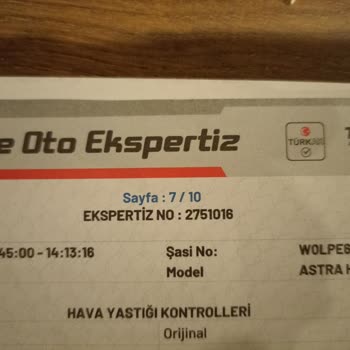 e Oto Ekspertiz
TÜRKAK
Sayfa : 7 / 10
EKSPERTİZ NO : 2751016
45:00 - 14:13:16 Şasi No: WOLPE6
Model ASTRA H
HAVA YASTIĞI KONTROLLERİ
Orijinal